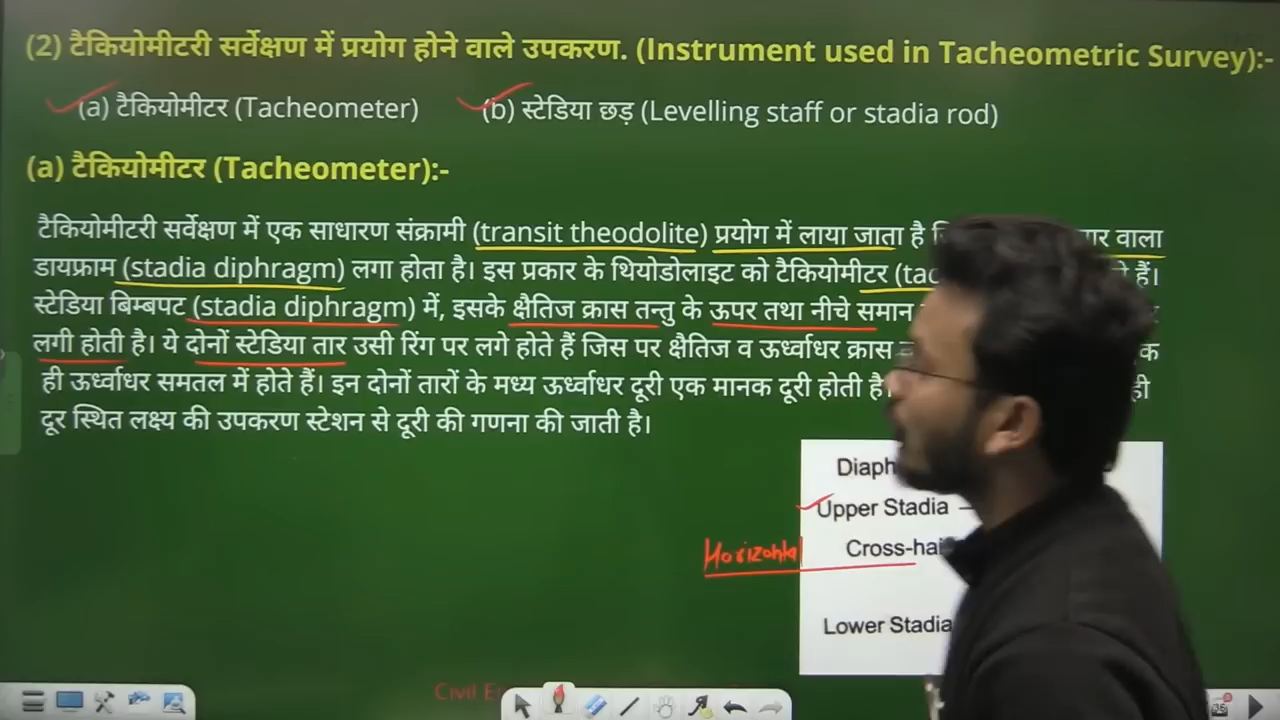 (2) टैकियोमीटरी सर्वेक्षण में प्रयोग होने वाले उपकरण. (Instrument used in Tacheometric Survey):-
(a) टैकियोमीटर (Tacheometer) (b) स्टेडिया छड़ (Levelling staff or stadia rod)
(a) टैकियोमीटर (Tacheometer):-
टैकियोमीटरी सर्वेक्षण में एक साधारण संक्रामी (transit theodolite) प्रयोग में लाया जाता है वाला
डायफ्राम (stadia diphragm) लगा होता है। इस प्रकार के थियोडोलाइट को टैकियोमीटर हैं।
स्टेडिया बिम्बपट (stadia diphragm) में, इसके क्षैतिज क्रास तन्तु के ऊपर तथा नीचे समान
लगी होती है। ये दोनों स्टेडिया तार उसी रिंग पर लगे होते हैं जिस पर क्षैतिज व ऊर्ध्वाधर क्रास
ही ऊर्ध्वाधर समतल में होते हैं। इन दोनों तारों के मध्य ऊर्ध्वाधर दूरी एक मानक दूरी होती है। ही
दूर स्थित लक्ष्य की उपकरण स्टेशन से दूरी की गणना की जाती है।
Upper Stadia
Horizontal
Lower Stadia
Civil